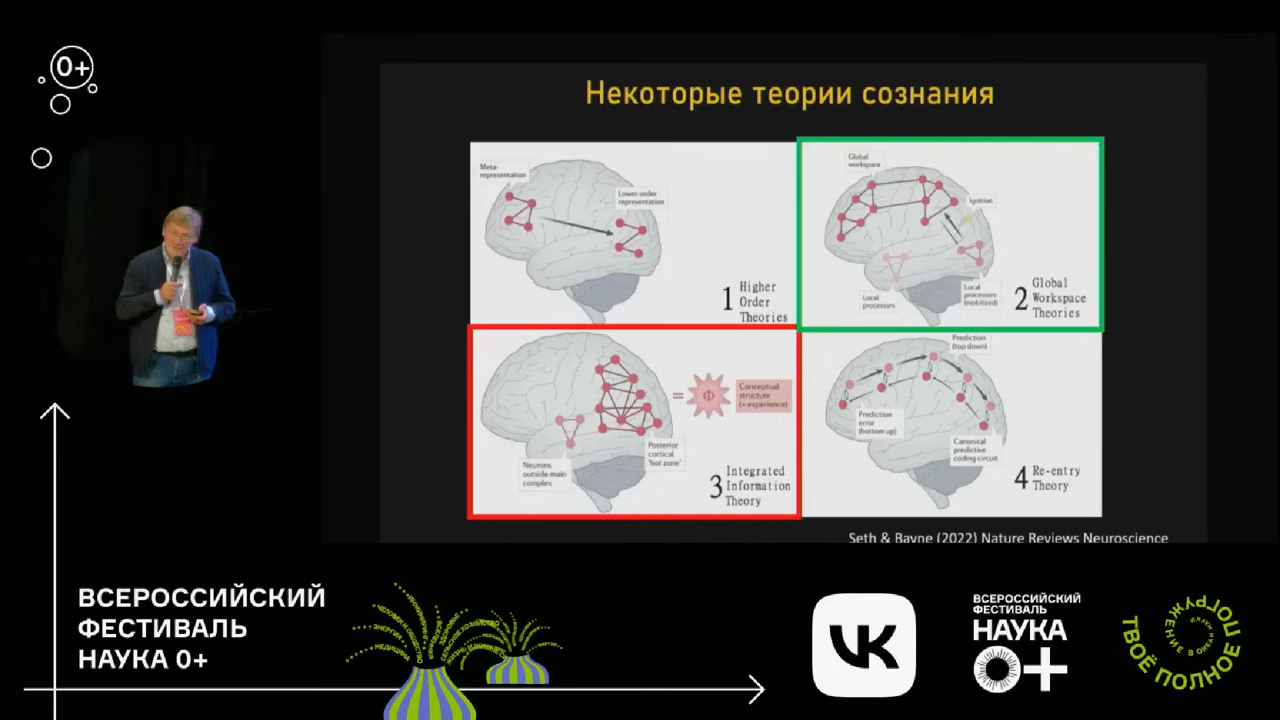 0+
Некоторые теории сознания
Meta-
representation
Lower-order
representation
1 Higher
Order
Theories
Global
workspace
Ignition
Local
processors
Local
processors
(mobilized)
2 Global
Workspace
Theories
Φ
=
Conceptual
structure
(= experience)
Neurons
outside main
complex
Posterior
cortical
'hot zone'
3 Integrated
Information
Theory
Prediction
(top down)
Prediction
error
(bottom up)
Canonical
predictive
coding circuit
4 Re-entry
Theory
Seth & Bayne (2022) Nature Reviews Neuroscience
ВСЕРОССИЙСКИЙ
ФЕСТИВАЛЬ
НАУКА 0+
VK
ВСЕРОССИЙСКИЙ
ФЕСТИВАЛЬ
НАУКА
0+
ТВОЁ ПОЛНОЕ ПОГРУЖЕНИЕ